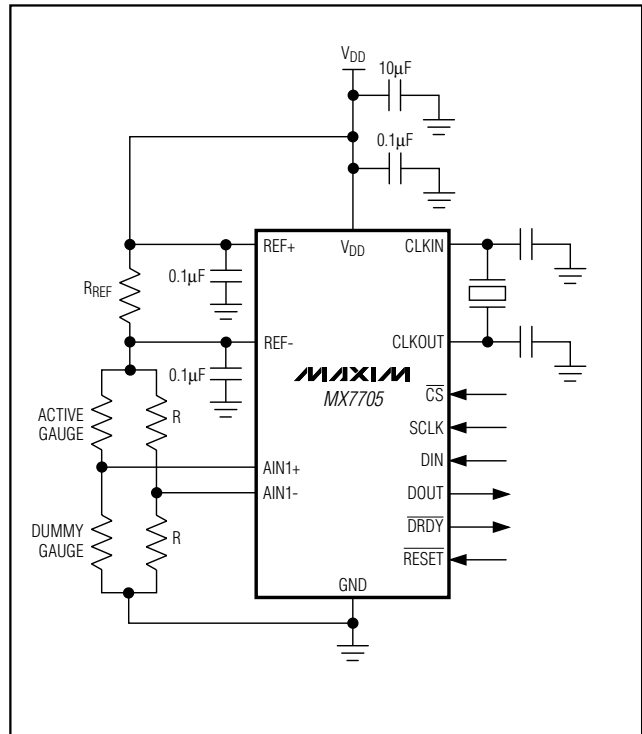 VDD
10µF
0.1µF
REF+
VDD
CLKIN
0.1µF
RREF
REF-
CLKOUT
0.1µF
MAXIM
MX7705
CS
ACTIVE
GAUGE
R
SCLK
DIN
AIN1+
AIN1-
DOUT
DUMMY
GAUGE
R
DRDY
RESET
GND